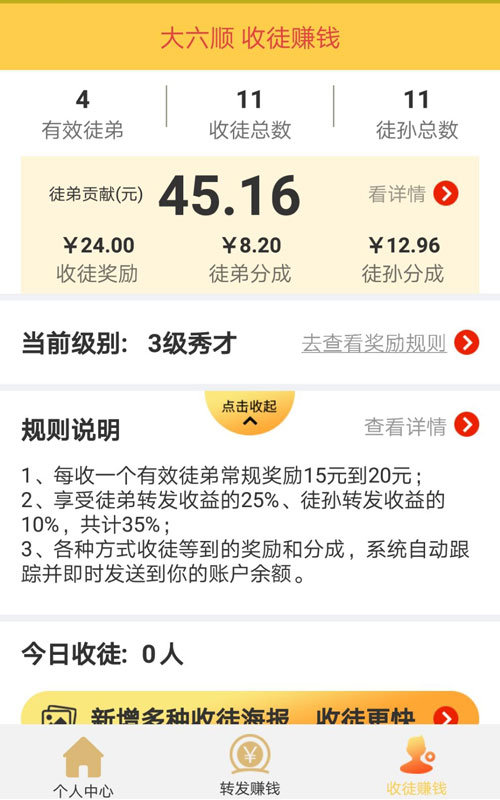 大六顺 收徒赚钱
4 11 11
有效徒弟 收徒总数 徒孙总数
徒弟贡献(元) 45.16 看详情
￥24.00 ￥8.20 ￥12.96
收徒奖励 徒弟分成 徒孙分成
当前级别: 3级秀才 去查看奖励规则
点击收起
规则说明 查看详情
1、每收一个有效徒弟常规奖励15元到20元；
2、享受徒弟转发收益的25%、徒孙转发收益的
10%，共计35%；
3、各种方式收徒等到的奖励和分成，系统自动跟
踪并即时发送到你的账户余额。
今日收徒: 0人
新增多种收徒海报 收徒更快
个人中心 转发赚钱 收徒赚钱